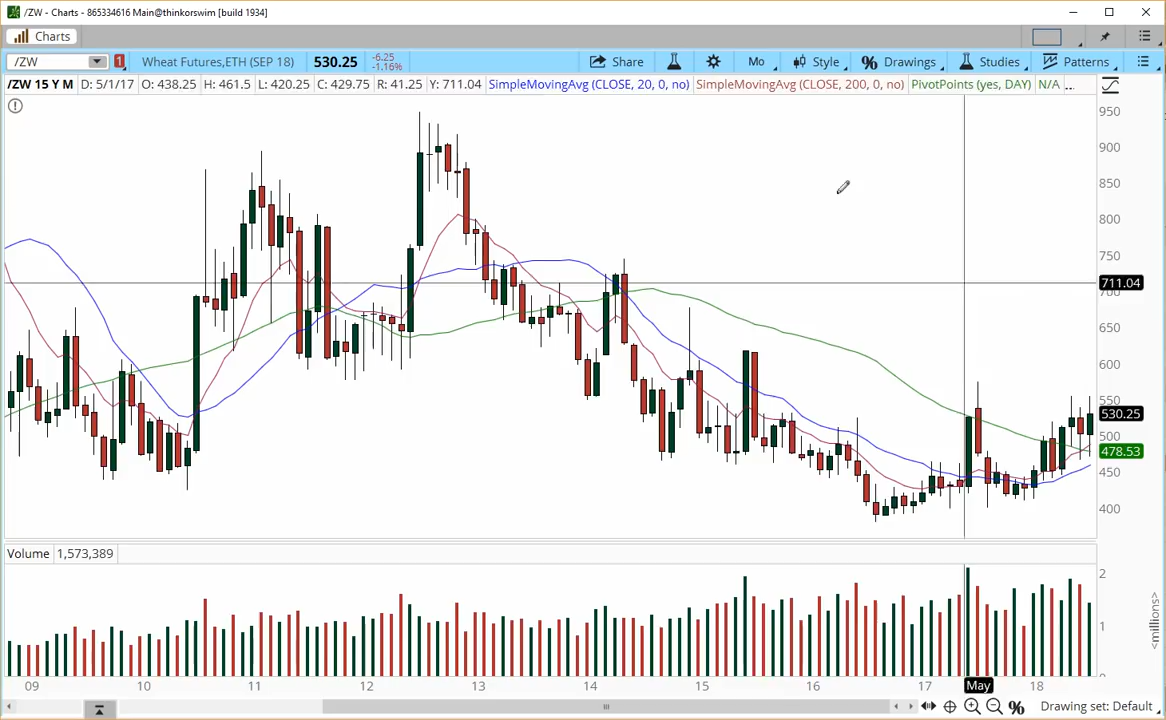 /ZW - Charts - 865334616 Main@thinkorswim [build 1934]
Charts
/ZW 1 Wheat Futures,ETH (SEP 18) 530.25 -6.25 -1.16% Share Mo Style Drawings Studies Patterns
/ZW 15 Y M D: 5/1/17 O: 438.25 H: 461.5 L: 420.25 C: 429.75 R: 41.25 Y: 711.04 SimpleMovingAvg (CLOSE, 20, 0, no) SimpleMovingAvg (CLOSE, 200, 0, no) PivotPoints (yes, DAY) N/A ...
950
900
850
800
750
711.04
700
650
600
550
530.25
500
478.53
450
400
Volume 1,573,389
2
1
<millions>
09 10 11 12 13 14 15 16 17 May 18
Drawing set: Default